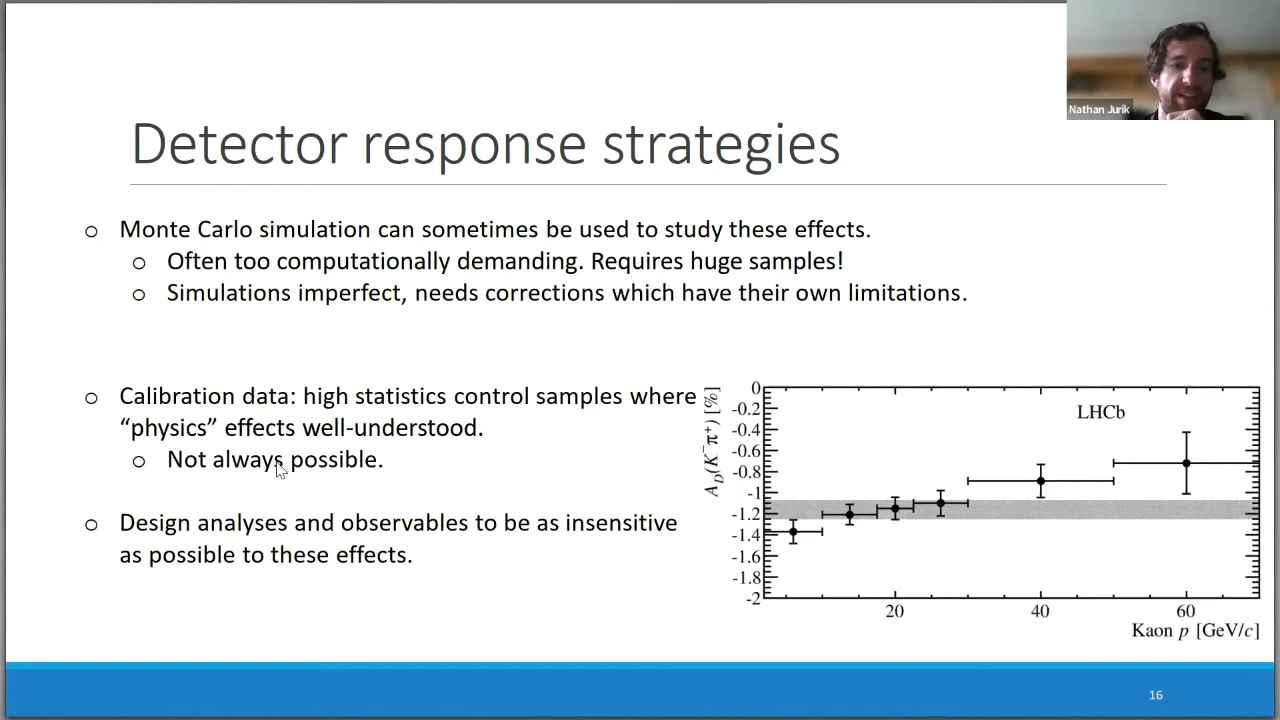 Nathan Jurik
Detector response strategies
o Monte Carlo simulation can sometimes be used to study these effects.
o Often too computationally demanding. Requires huge samples!
o Simulations imperfect, needs corrections which have their own limitations.
o Calibration data: high statistics control samples where
“physics” effects well-understood.
o Not always possible.
o Design analyses and observables to be as insensitive
as possible to these effects.
A_D(K⁻π⁺) [%]
LHCb
0
-0.2
-0.4
-0.6
-0.8
-1
-1.2
-1.4
-1.6
-1.8
-2
20 40 60
Kaon p [GeV/c]
16